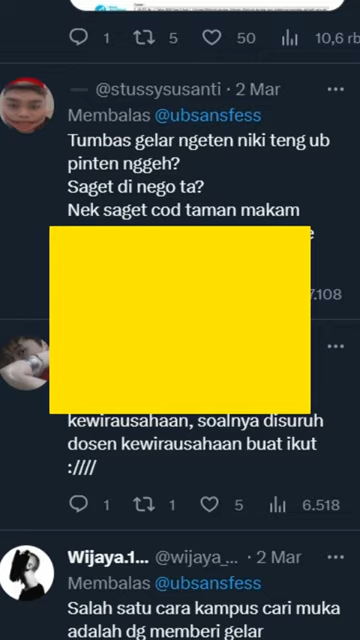 1 5 50 10,6 rb
@stussysusanti · 2 Mar
Membalas @ubsansfess
Tumbas gelar ngeten niki teng ub
pinten nggeh?
Saget di nego ta?
Nek saget cod taman makam
7.108
kewirausahaan, soalnya disuruh
dosen kewirausahaan buat ikut
:////
1 1 5 6.518
Wijaya.1... @wijaya_... · 2 Mar
Membalas @ubsansfess
Salah satu cara kampus cari muka
adalah dg memberi gelar